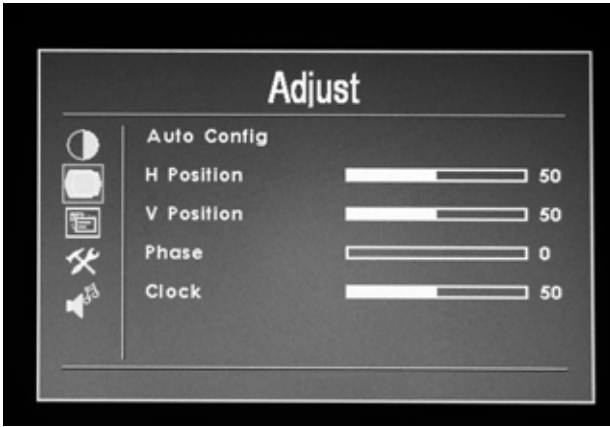 Adjust
Auto Config
H Position 50
V Position 50
Phase 0
Clock 50